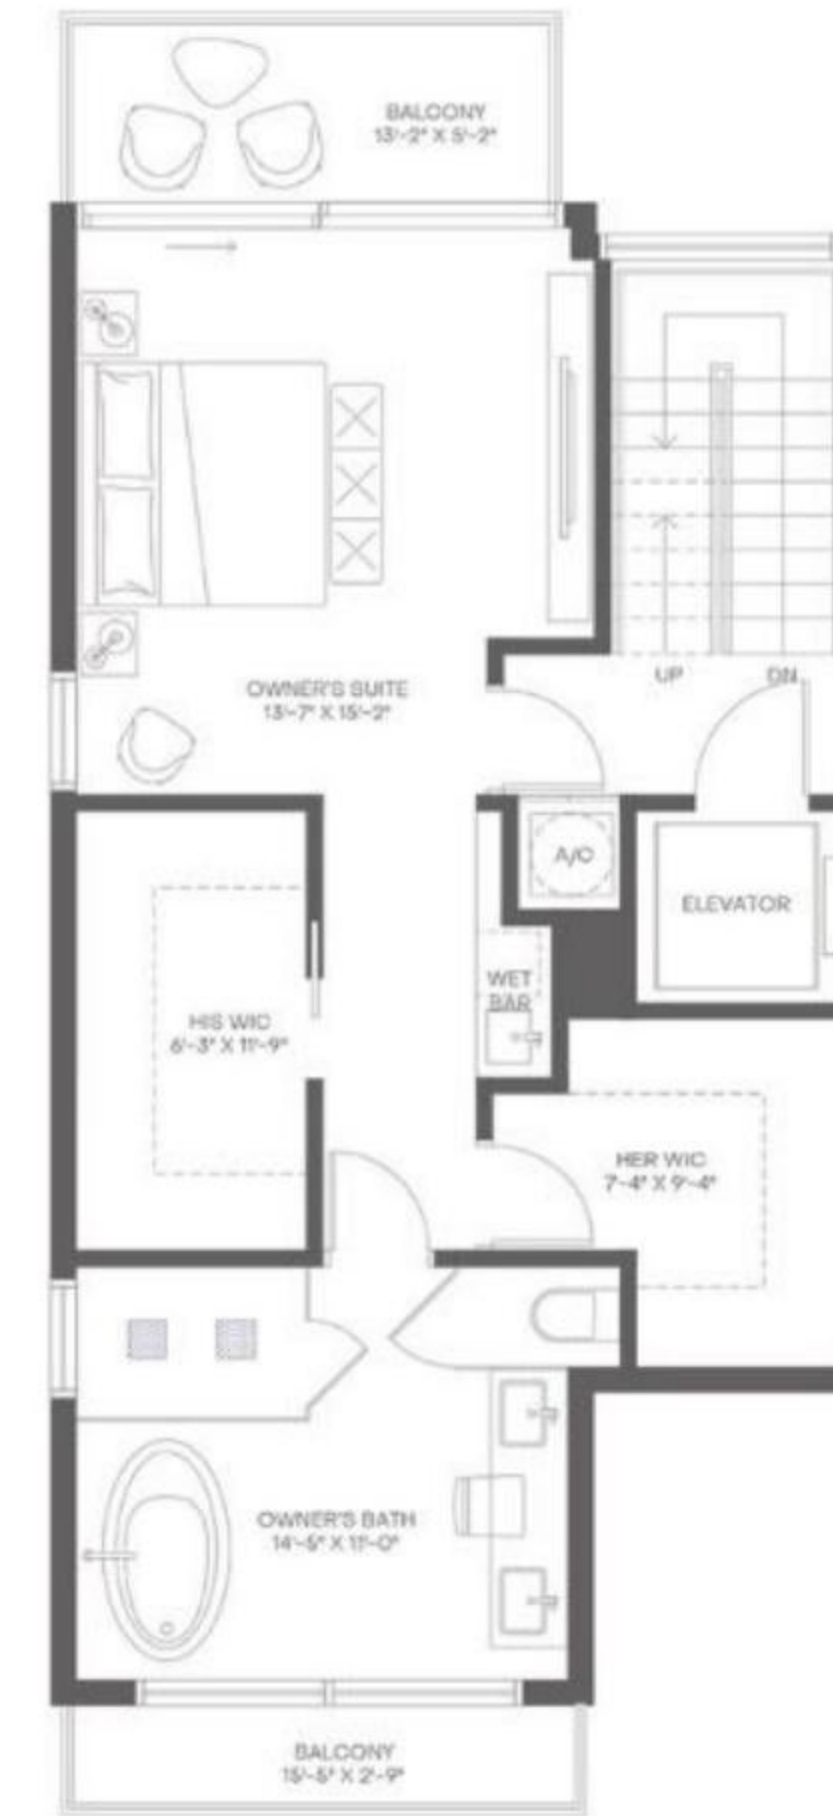 BALCONY
13'-2" X 5'-2"
UP
DN
OWNER'S SUITE
13'-7" X 15'-2"
A/C
ELEVATOR
WET
BAR
HIS WIC
6'-3" X 11'-9"
HER WIC
7'-4" X 9'-4"
OWNER'S BATH
14'-5" X 11'-0"
BALCONY
15'-5" X 2'-9"